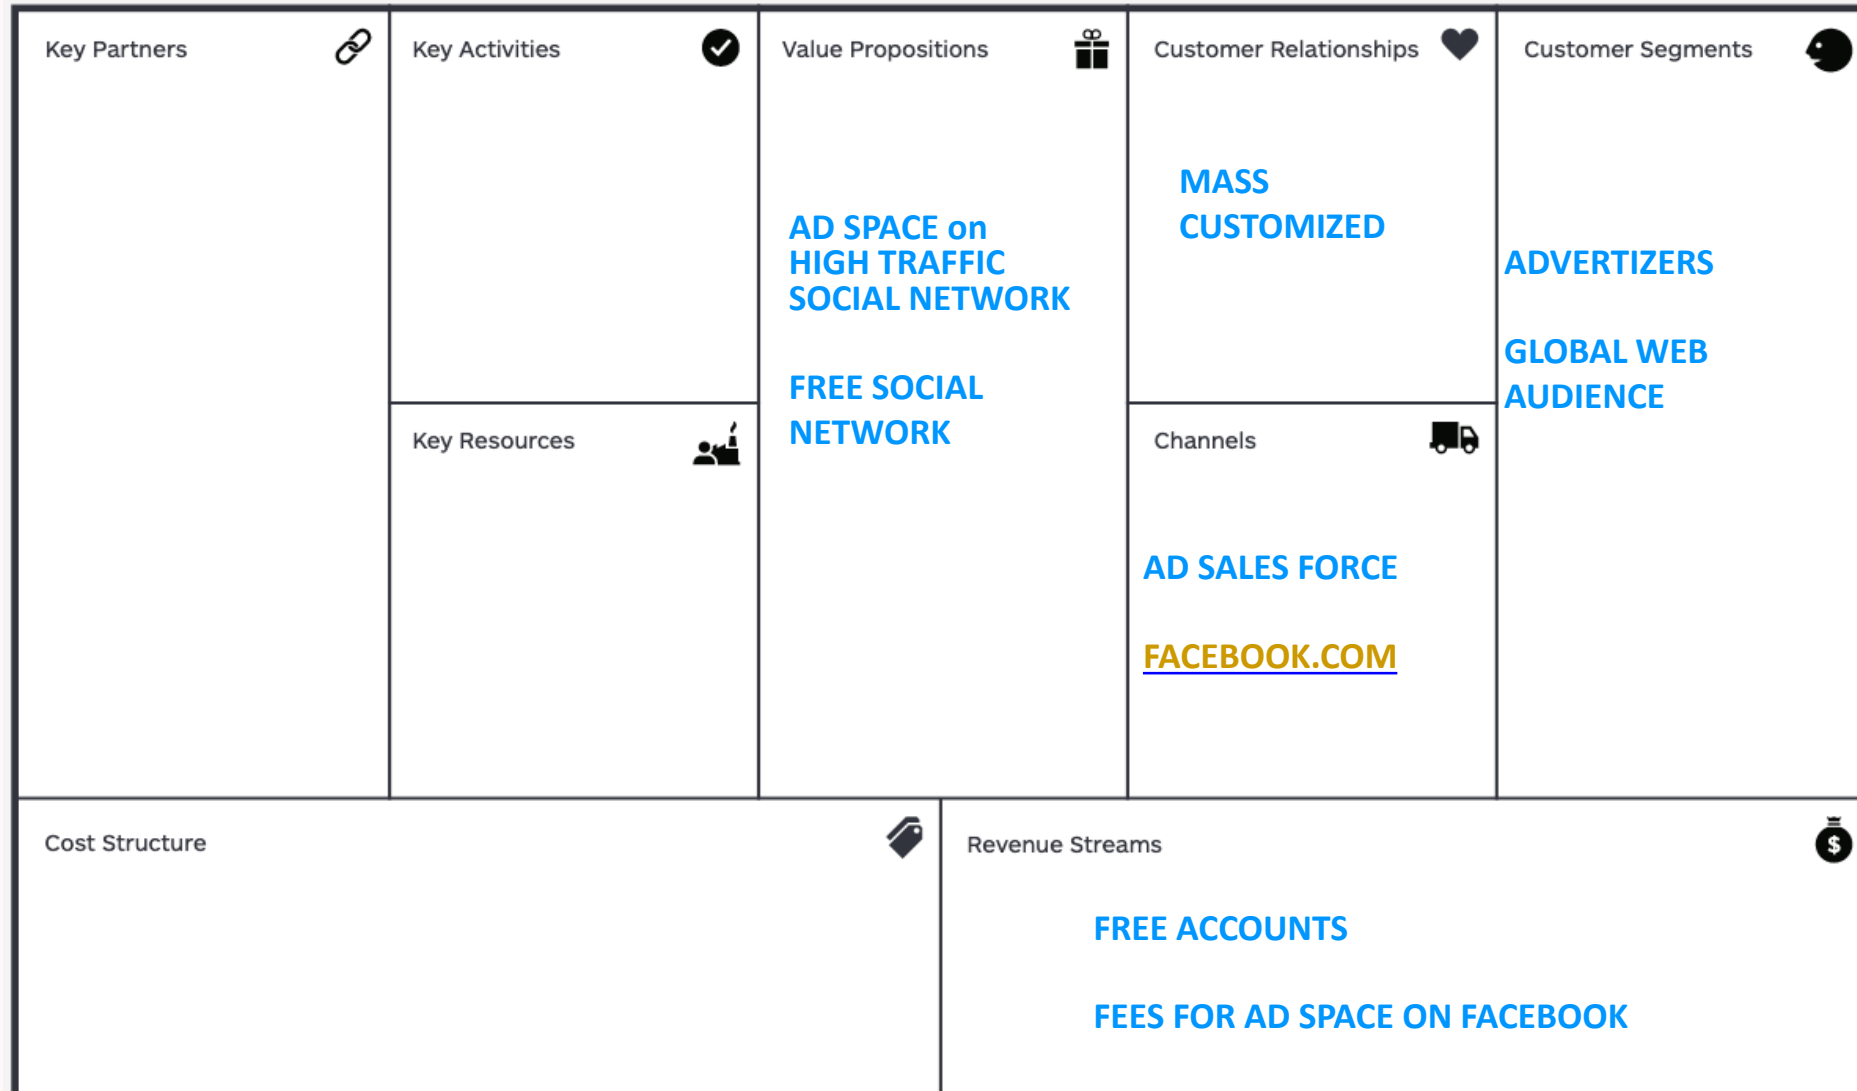 Key Partners
Key Activities
Value Propositions
AD SPACE on
HIGH TRAFFIC
SOCIAL NETWORK
FREE SOCIAL
NETWORK
Customer Relationships
MASS
CUSTOMIZED
Customer Segments
ADVERTIZERS
GLOBAL WEB
AUDIENCE
Key Resources
Channels
AD SALES FORCE
FACEBOOK.COM
Cost Structure
Revenue Streams
$
FREE ACCOUNTS
FEES FOR AD SPACE ON FACEBOOK